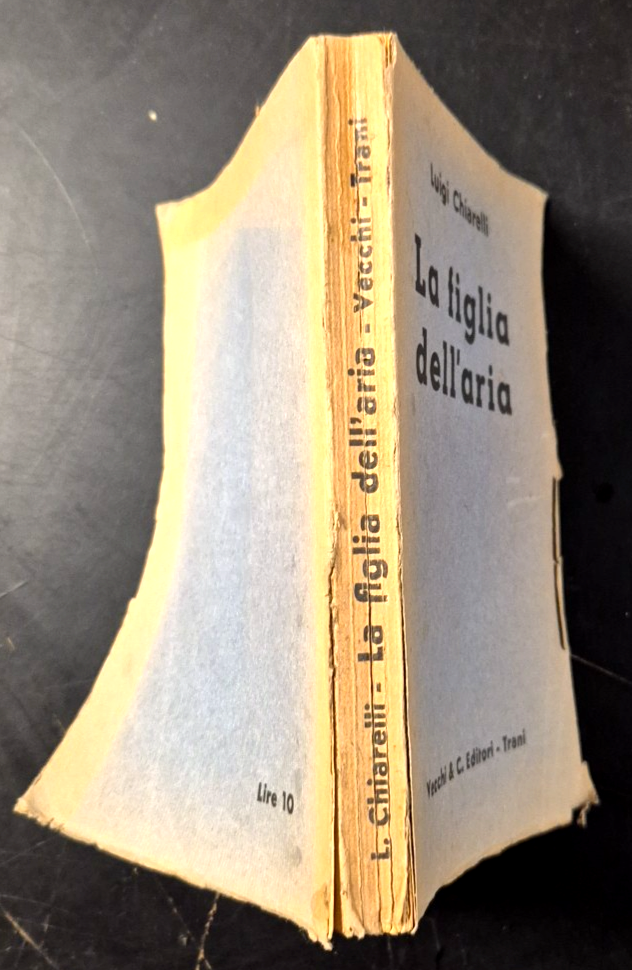 Luigi Chiarelli
La figlia
dell'aria
Vecchi & C. Editori - Trani
L. Chiarelli - La figlia dell'aria - Vecchi - Trani
Lire 10